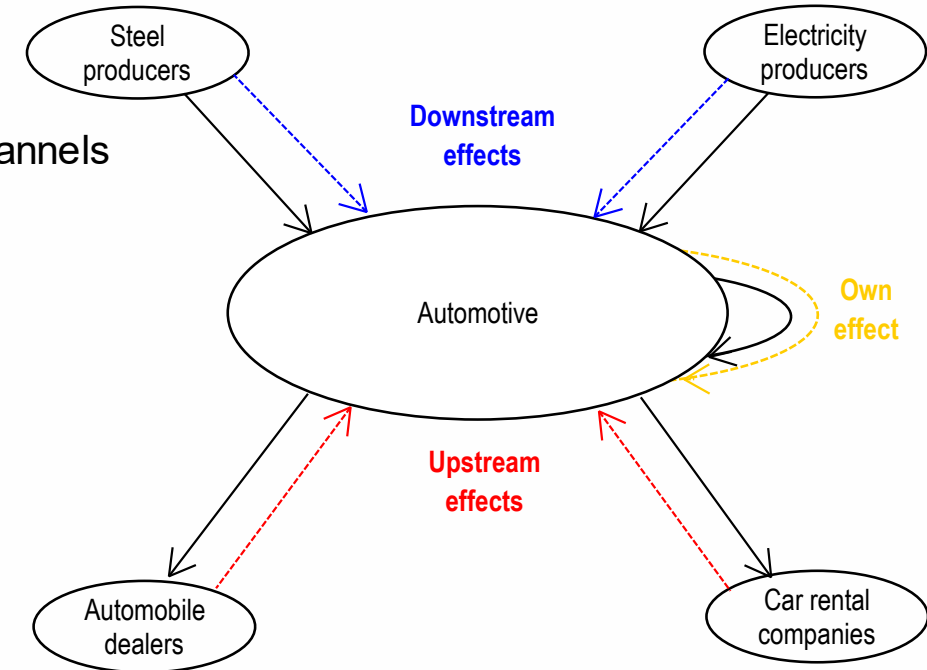 Steel
producers
Electricity
producers
Downstream
effects
annels
Automotive
Own
effect
Upstream
effects
Automobile
dealers
Car rental
companies